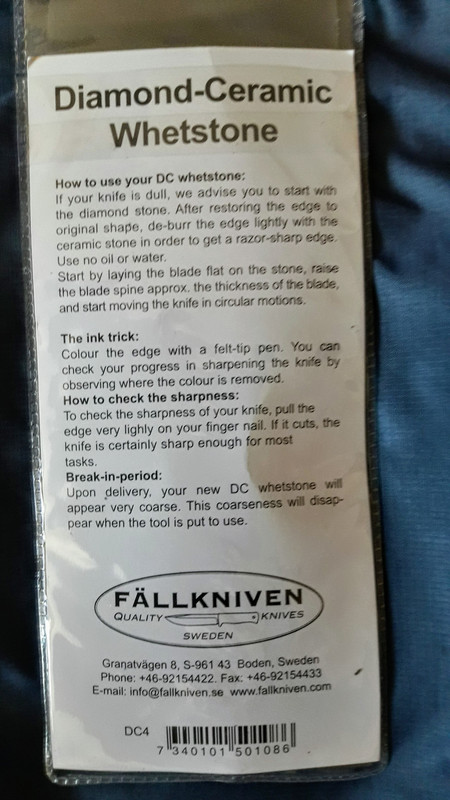 Diamond-Ceramic
Whetstone
How to use your DC whetstone:
If your knife is dull, we advise you to start with
the diamond stone. After restoring the edge to
original shape, de-burr the edge lightly with the
ceramic stone in order to get a razor-sharp edge.
Use no oil or water.
Start by laying the blade flat on the stone, raise
the blade spine approx. the thickness of the blade,
and start moving the knife in circular motions.
The ink trick:
Colour the edge with a felt-tip pen. You can
check your progress in sharpening the knife by
observing where the colour is removed.
How to check the sharpness:
To check the sharpness of your knife, pull the
edge very lighly on your finger nail. If it cuts, the
knife is certainly sharp enough for most
tasks.
Break-in-period:
Upon delivery, your new DC whetstone will
appear very coarse. This coarseness will disap-
pear when the tool is put to use.
FÄLLKNIVEN
QUALITY KNIVES
SWEDEN
Granatvägen 8, S-961 43 Boden, Sweden
Phone: +46-92154422. Fax: +46-92154433
E-mail: info@fallkniven.se www.fallkniven.com
DC4
7 340101 501086